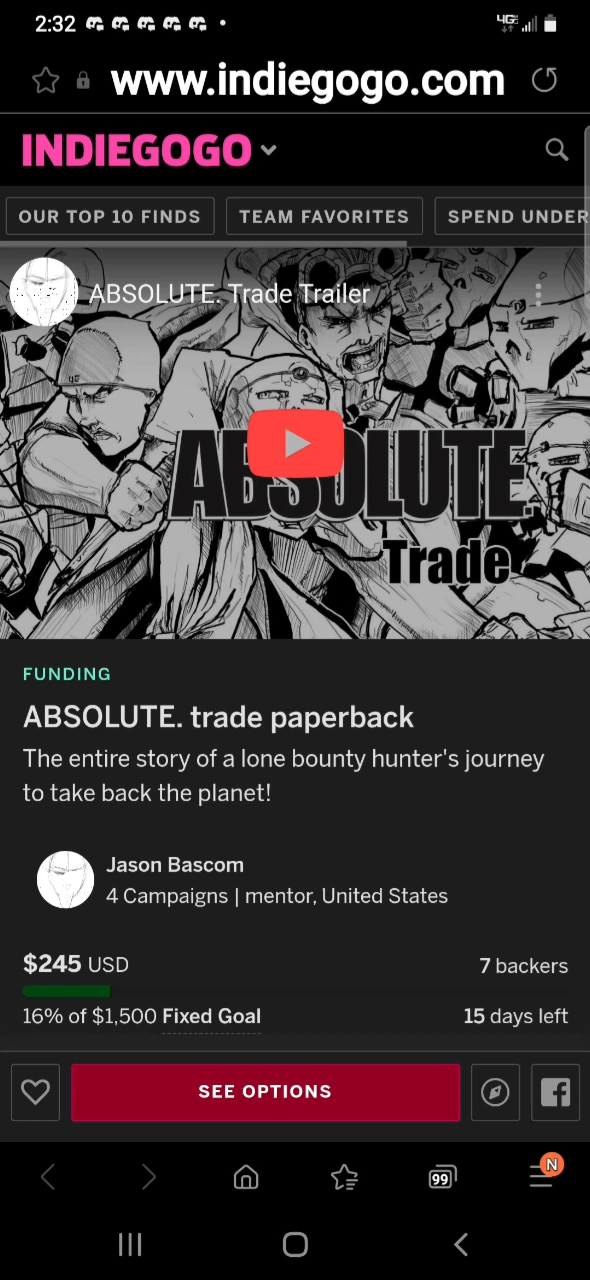 2:32
4G
www.indiegogo.com
INDIEGOGO
OUR TOP 10 FINDS
TEAM FAVORITES
SPEND UNDER
ABSOLUTE. Trade Trailer
ABSOLUTE
Trade
FUNDING
ABSOLUTE. trade paperback
The entire story of a lone bounty hunter's journey
to take back the planet!
Jason Bascom
4 Campaigns | mentor, United States
$245 USD
7 backers
16% of $1,500 Fixed Goal
15 days left
SEE OPTIONS
99
N